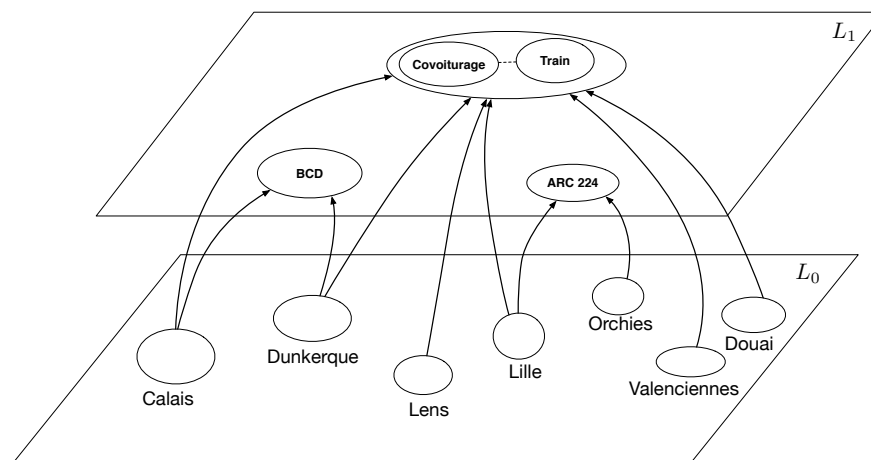 L₁
Covoiturage
Train
BCD
ARC 224
L₀
Orchies
Douai
Dunkerque
Lille
Valenciennes
Calais
Lens